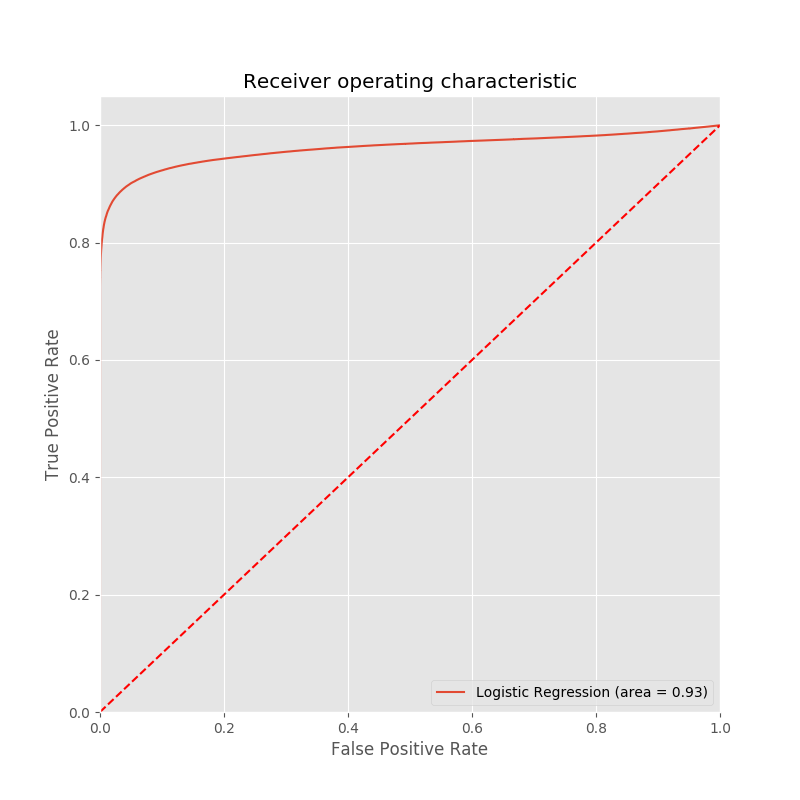 Receiver operating characteristic
1.0
0.8
0.6
0.4
0.2
0.0
True Positive Rate
Logistic Regression (area = 0.93)
0.0 0.2 0.4 0.6 0.8 1.0
False Positive Rate